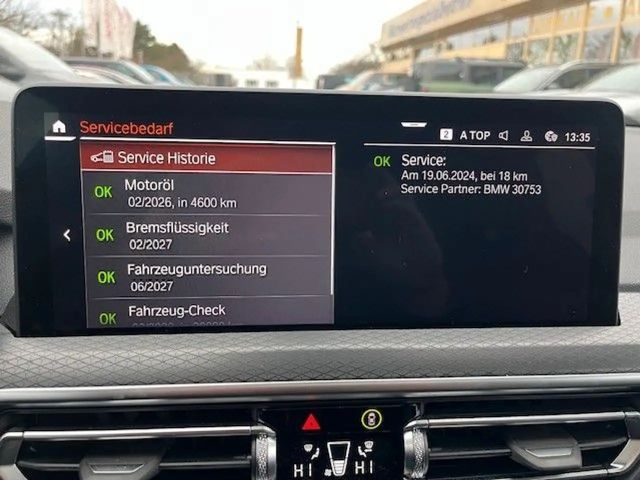 Servicebedarf
2 A TOP 13:35
Service Historie
OK Motoröl
02/2026, in 4600 km
OK Bremsflüssigkeit
02/2027
OK Fahrzeuguntersuchung
06/2027
OK Fahrzeug-Check
OK Service:
Am 19.06.2024, bei 18 km
Service Partner: BMW 30753
HI HI